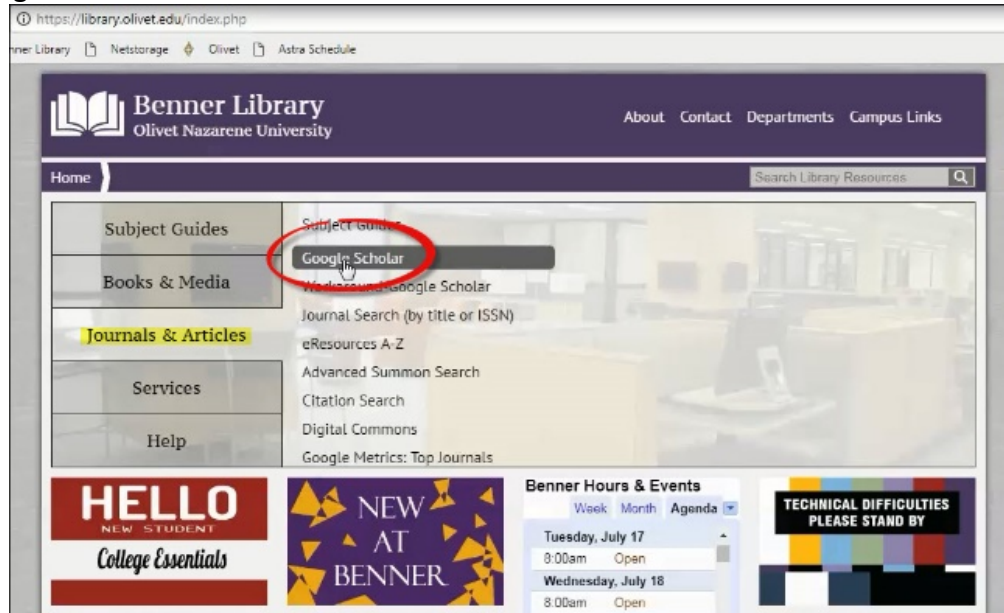 https://library.olivet.edu/index.php
nner Library Netstorage Olivet Astra Schedule
Benner Library
Olivet Nazarene University
About Contact Departments Campus Links
Home
Search Library Resources
Subject Guides
Books & Media
Journals & Articles
Services
Help
Subject Guides
Google Scholar
Workaround-Google Scholar
Journal Search (by title or ISSN)
eResources A-Z
Advanced Summon Search
Citation Search
Digital Commons
Google Metrics: Top Journals
HELLO
NEW STUDENT
College Essentials
NEW
AT
BENNER
Benner Hours & Events
Week Month Agenda
Tuesday, July 17
8:00am Open
Wednesday, July 18
8:00am Open
TECHNICAL DIFFICULTIES
PLEASE STAND BY